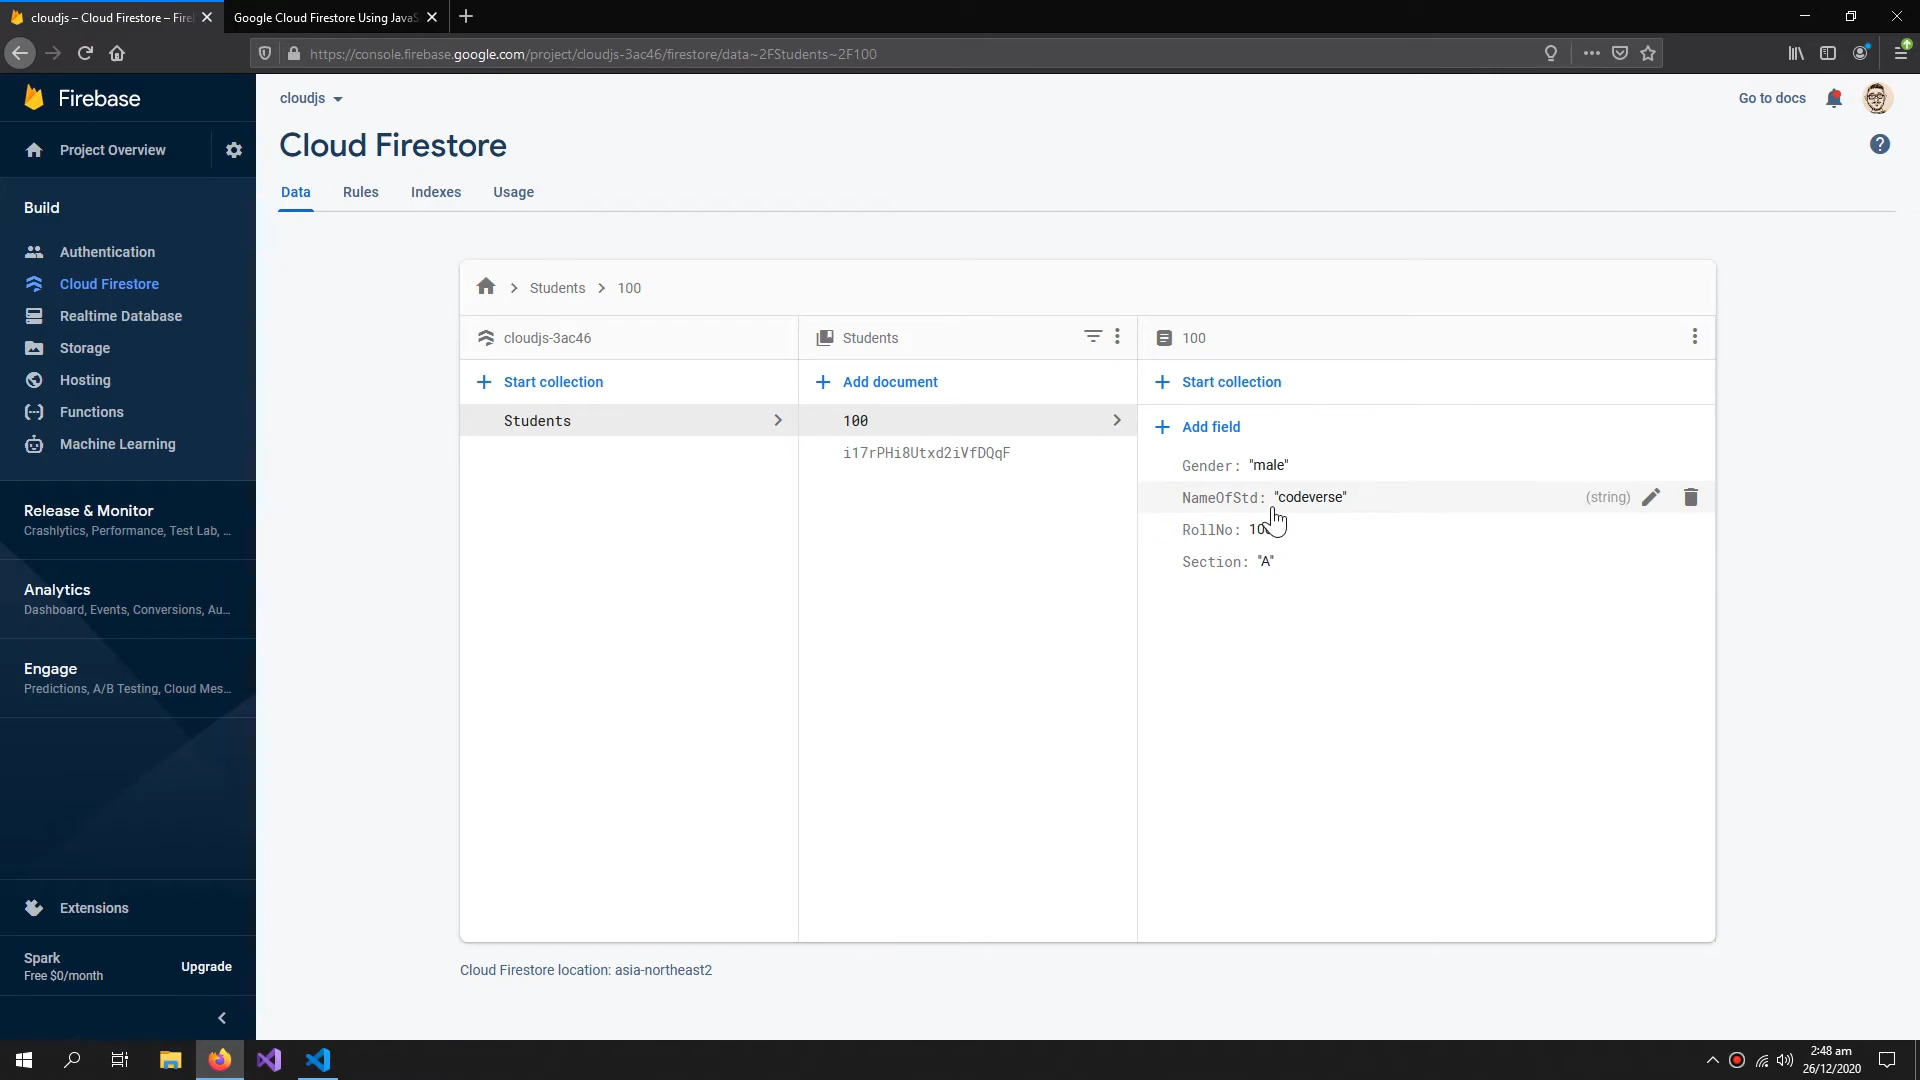 cloudjs – Cloud Firestore – Fire
Google Cloud Firestore Using JavaS
https://console.firebase.google.com/project/cloudjs-3ac46/firestore/data~2FStudents~2F100
Firebase
cloudjs
Go to docs
Project Overview
Cloud Firestore
Data
Rules
Indexes
Usage
Build
Authentication
Cloud Firestore
Realtime Database
Storage
Hosting
Functions
Machine Learning
Release & Monitor
Crashlytics, Performance, Test Lab, ...
Analytics
Dashboard, Events, Conversions, Au...
Engage
Predictions, A/B Testing, Cloud Mes...
Extensions
Spark
Free $0/month
Upgrade
Students
100
cloudjs-3ac46
Students
100
Start collection
Add document
Start collection
Students
100
i17rPHi8Utxd2iVfDQqF
Add field
Gender: "male"
NameOfStd: "codeverse"
(string)
RollNo:
Section: "A"
Cloud Firestore location: asia-northeast2
2:48 am
26/12/2020